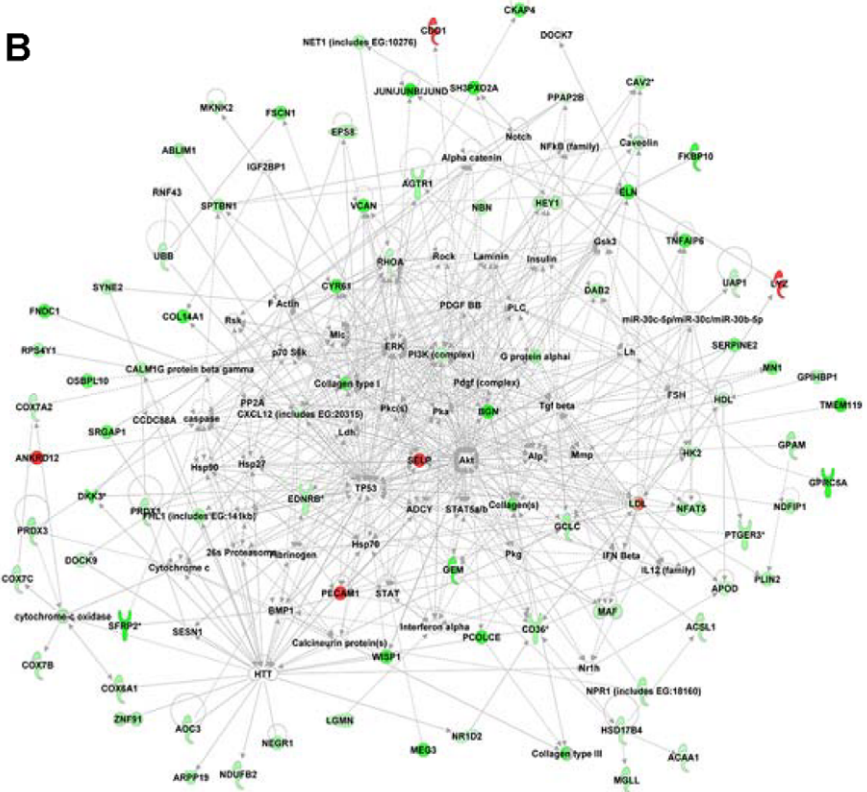 B
CKAP4
CDO1
DOCK7
NET1 (includes EG:10276)
JUN/JUNB/JUND
SH3PXD2A
CAV2*
PPAP2B
MKNK2
FSCN1
EPS8
Notch
NFkB (family)
Caveolin
ABLIM1
IGF2BP1
Alpha catenin
FKBP10
RNF43
SPTBN1
AGTR1
ELN
VCAN
NBN
HEY1
UBB
RHOA
Rock
Laminin
Insulin
Gsk3
TNFAIP6
SYNE2
CYR61
DAB2
UAP1
LYZ
FNDC1
COL14A1
F Actin
Rsk
PDGF BB
PLC
miR-30c-5p/miR-30c/miR-30b-5p
Mlc
ERK
RPS4Y1
p70 S6k
PI3K (complex)
G protein alphai
Lh
SERPINE2
OSBPL10
CALM1
G protein beta gamma
Collagen type I
Pdgf (complex)
MN1
GPIHBP1
COX7A2
CCDC88A
caspase
PP2A
CXCL12 (includes EG:20315)
Pkc(s)
Pka
BGN
Tgf beta
FSH
HDL
TMEM119
SRGAP1
Ldh
ANKRD12
Hsp90
Hsp27
SELP
Akt
Alp
Mmp
HK2
GPAM
GPRC5A
DKK3*
TP53
PRDX1
FHL1 (includes EG:141kb)
EDNRB*
ADCY
STAT5a/b
Collagen(s)
LDL
NFAT5
NDFIP1
PRDX3
GCLC
PTGER3*
DOCK9
26s Proteasome
Fibrinogen
Hsp70
Pkg
IFN Beta
COX7C
Cytochrome c
GEM
IL12 (family)
PLIN2
APOD
cytochrome-c oxidase
SFRP2*
SESN1
BMP1
PECAM1
STAT
Interferon alpha
CD36*
MAF
ACSL1
Calcineurin protein(s)
PCOLCE
COX7B
HTT
WISP1
Nr1h
COX6A1
NPR1 (includes EG:18160)
ZNF91
AOC3
LGMN
NEGR1
MEG3
NR1D2
HSD17B4
Collagen type III
ACAA1
ARPP19
NDUFB2
MGLL